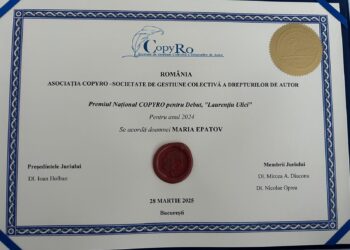 COPYRO
ROMÂNIA
ASOCIAȚIA COPYRO - SOCIETATE DE GESTIUNE COLECTIVĂ A DREPTURILOR DE AUTOR
Premiul Național COPYRO pentru Debut, "Laurențiu Ulici"
Pentru anul 2024
Se acordă doamnei MARIA EPATOV
Președintele Juriului
Dl. Ioan Holban
Membrii Juriului
Dl. Mircea A. Diaconu
Dl. Nicolae Oprea
28 MARTIE 2025
București